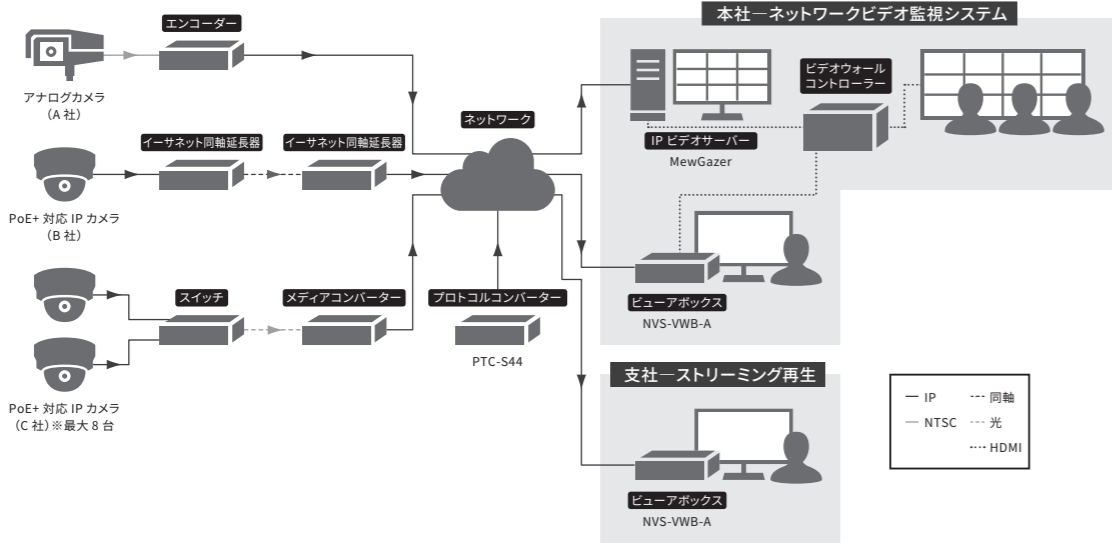 本社―ネットワークビデオ監視システム
エンコーダー
アナログカメラ
（A 社）
ビデオウォール
コントローラー
ネットワーク
IP ビデオサーバー
MewGazer
イーサネット同軸延長器
イーサネット同軸延長器
PoE+ 対応 IP カメラ
（B 社）
スイッチ
メディアコンバーター
プロトコルコンバーター
PTC-S44
ビューアボックス
NVS-VWB-A
PoE+ 対応 IP カメラ
（C 社）※最大 8 台
支社―ストリーミング再生
ビューアボックス
NVS-VWB-A
IP
同軸
NTSC
光
HDMI